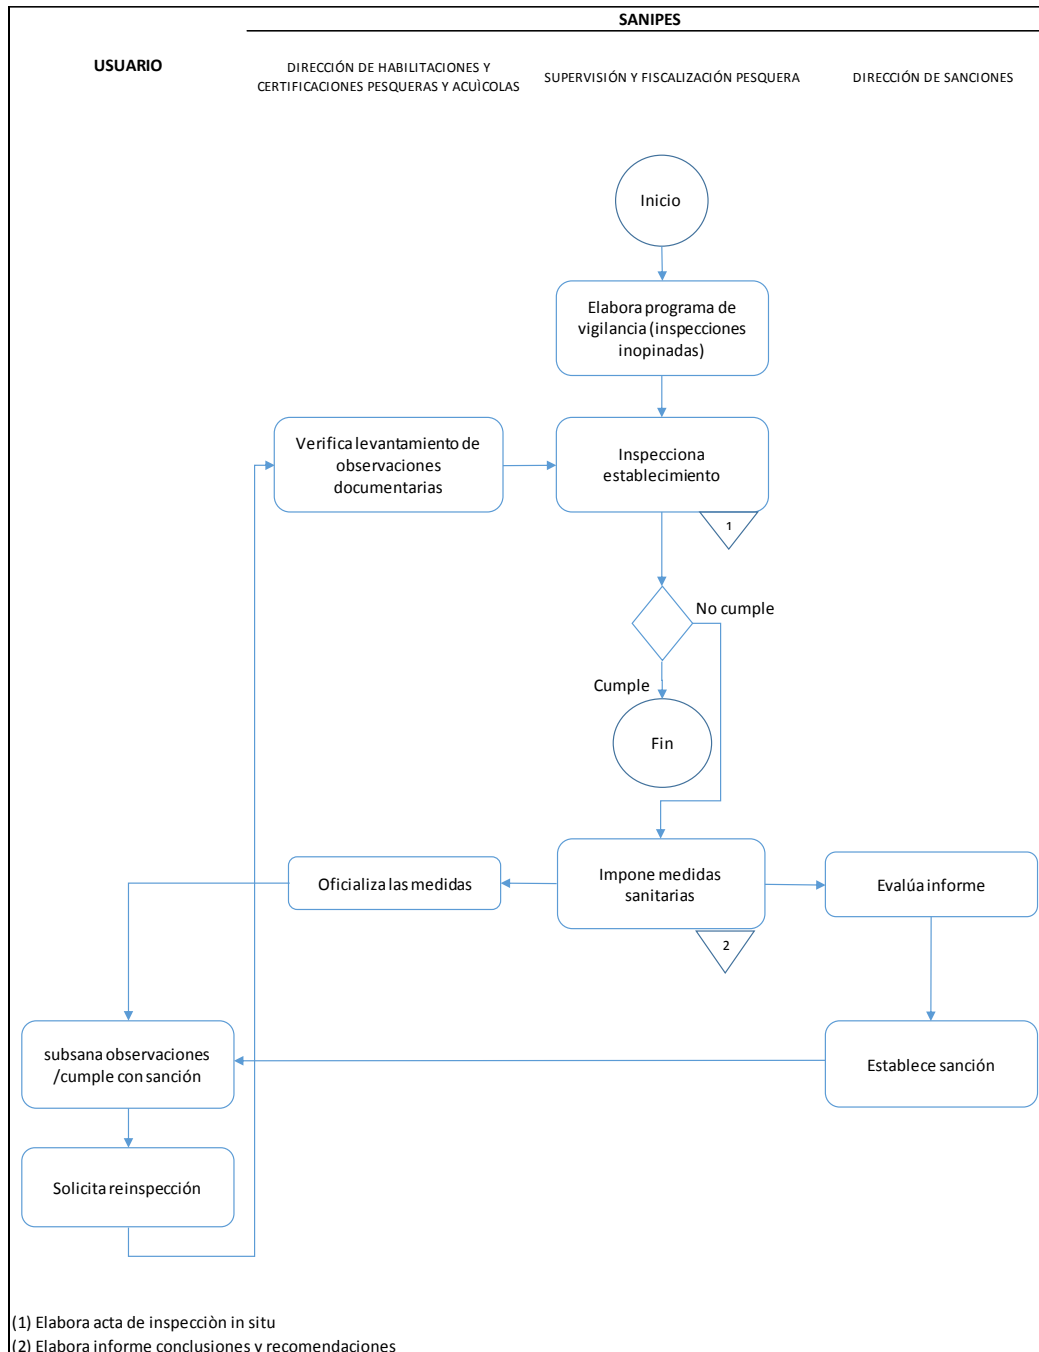 SANIPES
USUARIO
DIRECCIÓN DE HABILITACIONES Y
CERTIFICACIONES PESQUERAS Y ACUÌCOLAS
SUPERVISIÓN Y FISCALIZACIÓN PESQUERA
DIRECCIÓN DE SANCIONES
Inicio
Elabora programa de
vigilancia (inspecciones
inopinadas)
Verifica levantamiento de
observaciones
documentarias
Inspecciona
establecimiento
1
No cumple
Cumple
Fin
Oficializa las medidas
Impone medidas
sanitarias
Evalúa informe
2
subsana observaciones
/cumple con sanción
Establece sanción
Solicita reinspección
(1) Elabora acta de inspecciòn in situ
(2) Elabora informe conclusiones y recomendaciones